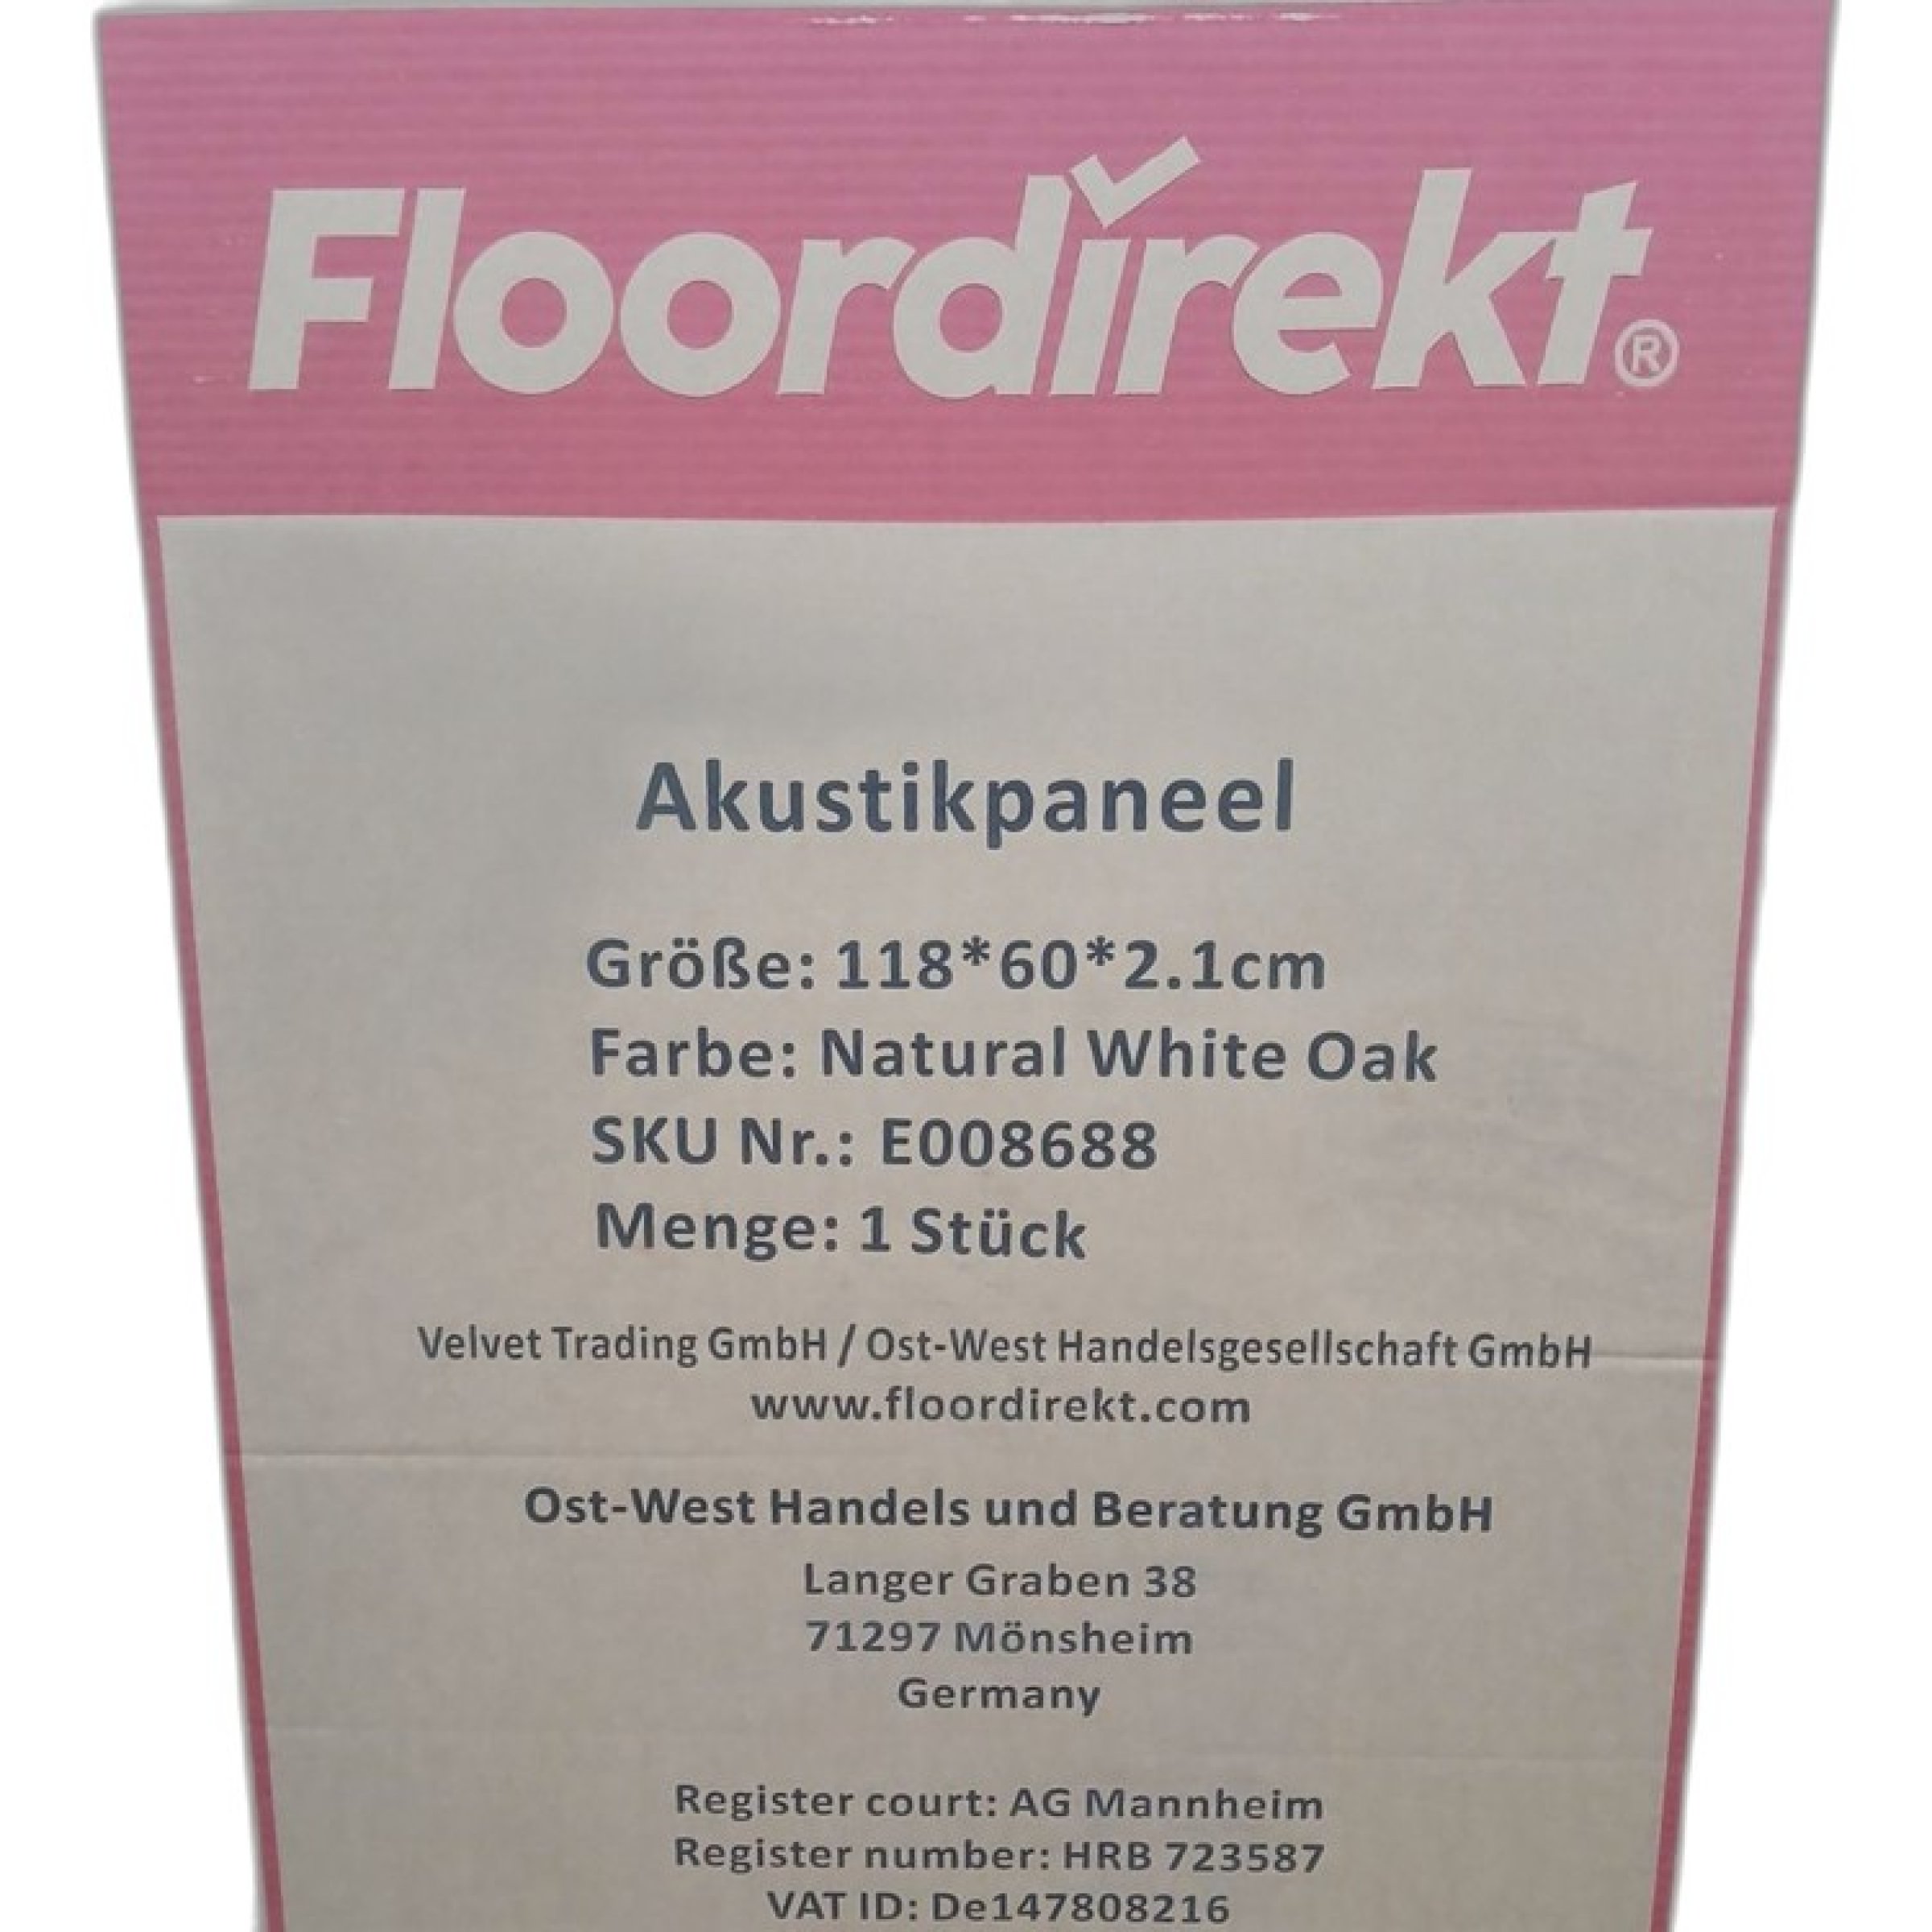 Floordirekt®
Akustikpaneel
Größe: 118*60*2.1cm
Farbe: Natural White Oak
SKU Nr.: E008688
Menge: 1 Stück
Velvet Trading GmbH / Ost-West Handelsgesellschaft GmbH
www.floordirekt.com
Ost-West Handels und Beratung GmbH
Langer Graben 38
71297 Mönsheim
Germany
Register court: AG Mannheim
Register number: HRB 723587
VAT ID: De147808216